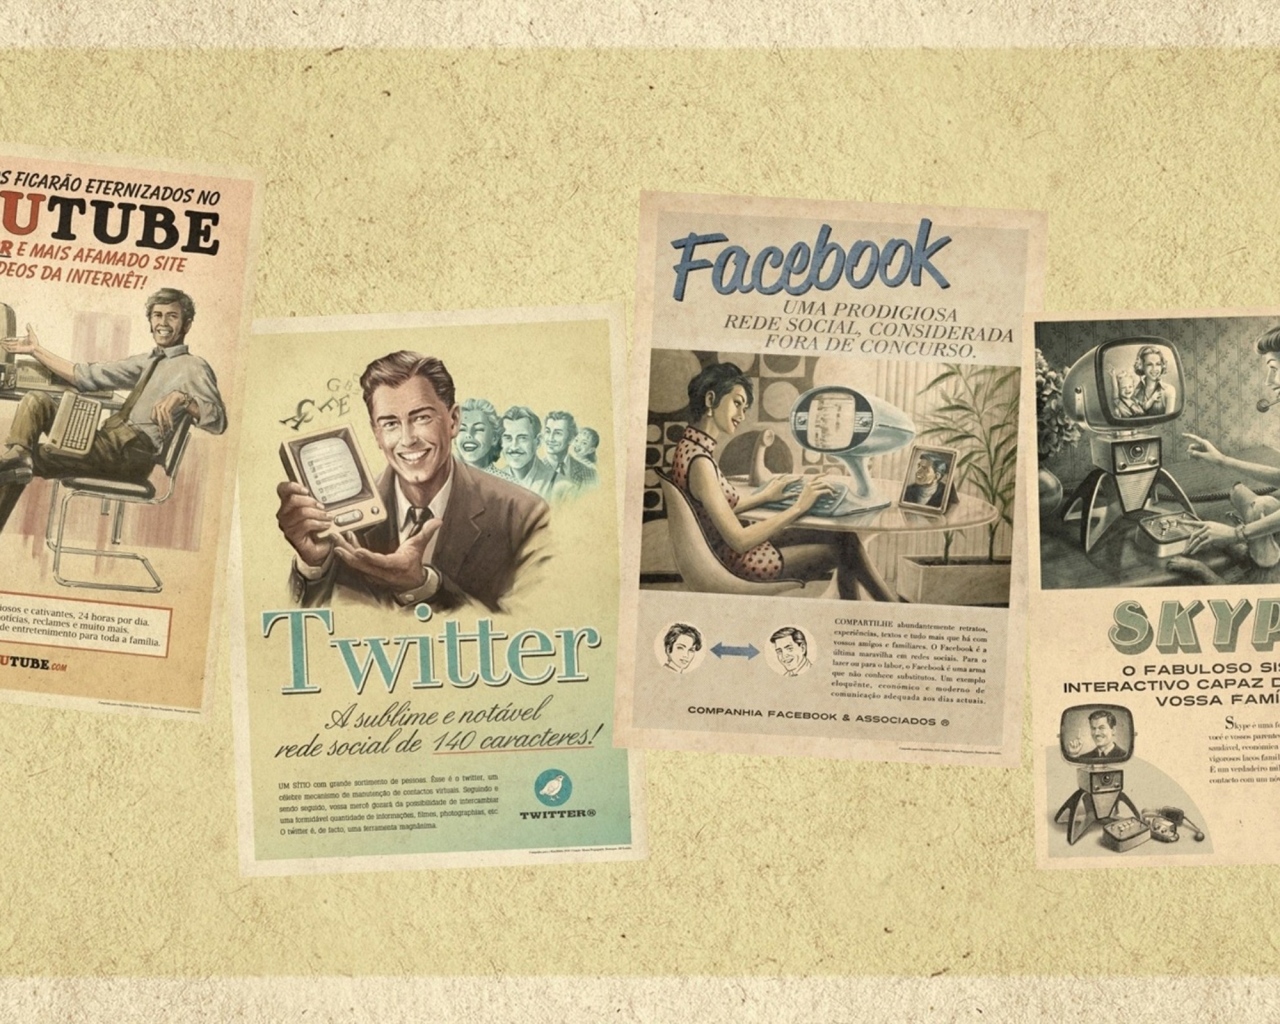 S FICARÃO ETERNIZADOS NO
UTUBE
R E MAIS AFAMADO SITE
DEOS DA INTERNÊT!
iosos e cativantes, 24 horas por dia.
notícias, reclames e muito mais.
de entretenimento para toda a família.
UTUBE.COM
G
E
Twitter
A sublime e notável
rede social de 140 caracteres!
UM SÍTIO com grande sortimento de pessoas. Êsse é o twitter, um
célebre mecanismo de manutenção de contactos virtuais. Seguindo e
sendo seguido, vossa mercê gozará da possibilidade de intercambiar
uma formidável quantidade de informações, filmes, photographias, etc.
O twitter é, de facto, uma ferramenta magnânima.
TWITTER®
Facebook
UMA PRODIGIOSA
REDE SOCIAL, CONSIDERADA
FORA DE CONCURSO.
COMPARTILHE abundantemente retratos,
experiências, textos e tudo mais que há com
vossos amigos e familiares. O Facebook é a
última maravilha em redes sociais. Para o
lazer ou para o labor, o Facebook é uma arma
que não conhece substitutos. Um exemplo
eloquente, económico e moderno de
comunicação adequada aos dias actuais.
COMPANHIA FACEBOOK & ASSOCIADOS ®
SKYP
O FABULOSO SIS
INTERACTIVO CAPAZ D
VOSSA FAMÍ
Skype é uma fo
você e vossos parentes
saudável, económica
vigorosos laços famil
É um verdadeiro mil
contacto com um nó